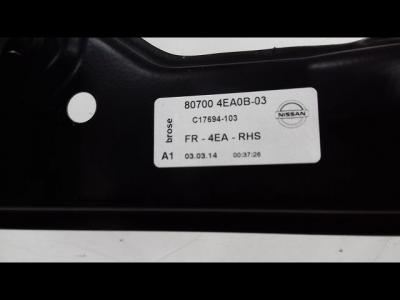 80700 4EA0B-03
C17694-103
brose
NISSAN
FR - 4EA - RHS
A1 03.03.14 00:37:26